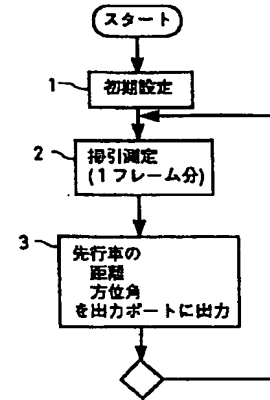 スタート
1
初期設定
2
掃引測定
(1フレーム分)
3
先行車の
距離
方位角
を出力ポートに出力